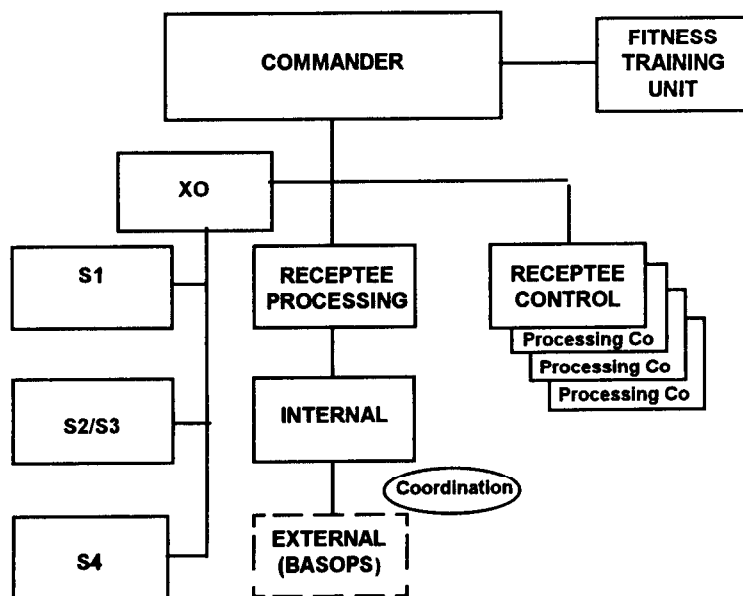 COMMANDER
FITNESS
TRAINING
UNIT
XO
S1
RECEPTEE
PROCESSING
RECEPTEE
CONTROL
Processing Co
Processing Co
Processing Co
S2/S3
INTERNAL
Coordination
S4
EXTERNAL
(BASOPS)